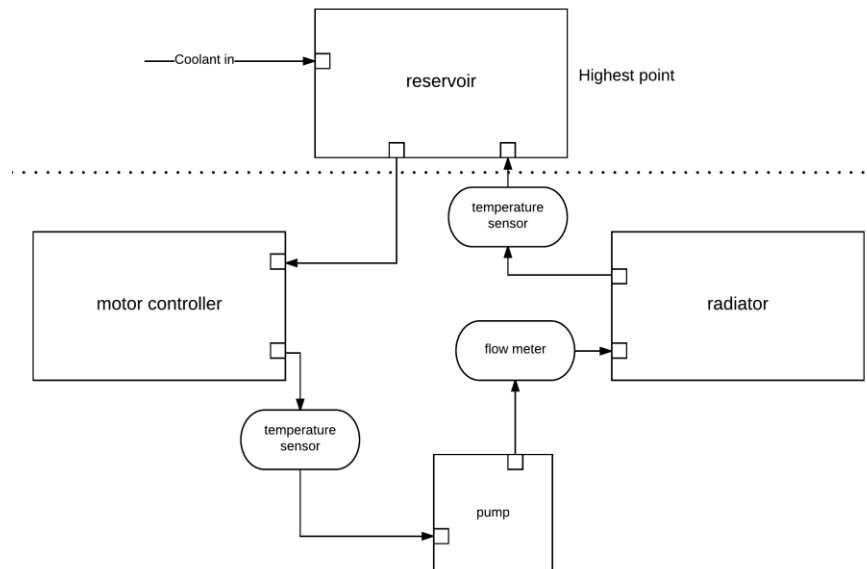 Coolant in
reservoir
Highest point
temperature
sensor
motor controller
radiator
flow meter
temperature
sensor
pump